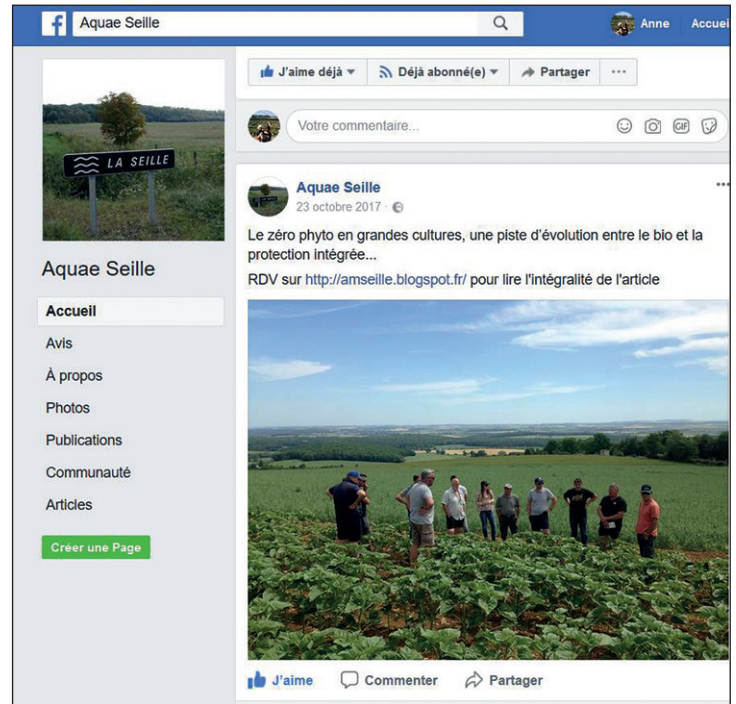 Aquae Seille
Anne
Accuei
LA SEILLE
J'aime déjà
Déjà abonné(e)
Partager
Votre commentaire...
GIF
Aquae Seille
23 octobre 2017
Le zéro phyto en grandes cultures, une piste d'évolution entre le bio et la
protection intégrée...
RDV sur http://amseille.blogspot.fr/ pour lire l'intégralité de l'article
Aquae Seille
Accueil
Avis
À propos
Photos
Publications
Communauté
Articles
Créer une Page
J'aime
Commenter
Partager